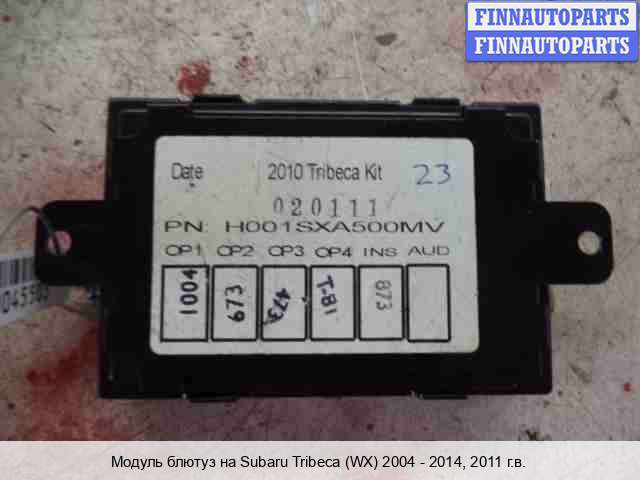 FINNAUTOPARTS
FINNAUTOPARTS
Date 2010 Tribeca Kit 23
020111
PN: H001SXA500MV
OP1 OP2 OP3 OP4 INS AUD
1004 673 473 T-81 873
Модуль блютуз на Subaru Tribeca (WX) 2004 - 2014, 2011 г.в.